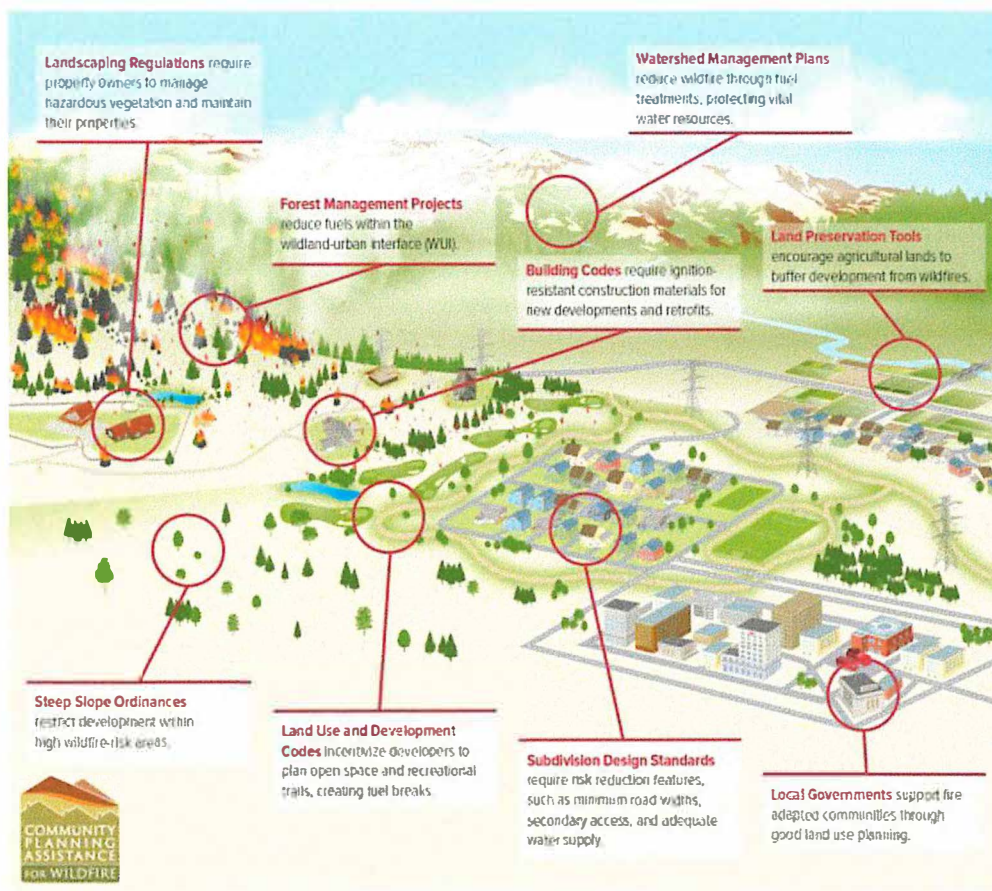 Landscaping Regulations require
property owners to manage
hazardous vegetation and maintain
their properties.
Watershed Management Plans
reduce wildfire through fuel
treatments, protecting vital
water resources.
Forest Management Projects
reduce fuels within the
wildland-urban interface (WUI).
Building Codes require ignition-
resistant construction materials for
new developments and retrofits.
Land Preservation Tools
encourage agricultural lands to
buffer development from wildfires.
Steep Slope Ordinances
restrict development within
high wildfire-risk areas.
Land Use and Development
Codes incentivize developers to
plan open space and recreational
trails, creating fuel breaks.
Subdivision Design Standards
require risk reduction features,
such as minimum road widths,
secondary access, and adequate
water supply.
Local Governments support fire
adapted communities through
good land use planning.
COMMUNITY
PLANNING
ASSISTANCE
FOR WILDFIRE